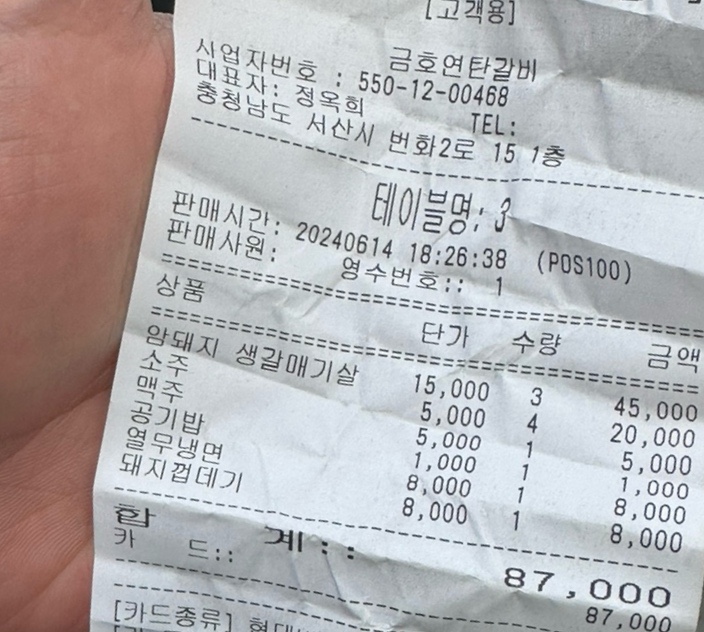 [고객용]
금호연탄갈비
사업자번호 : 550-12-00468
대표자: 정옥희 TEL:
충청남도 서산시 번화2로 15 1층
테이블명: 3
판매시간: 20240614 18:26:38 (POS100)
판매사원: 영수번호:: 1
상품 단가 수량 금액
암돼지 생갈매기살 15,000 3 45,000
소주 5,000 4 20,000
맥주 5,000 1 5,000
공기밥 1,000 1 1,000
열무냉면 8,000 1 8,000
돼지껍데기 8,000 1 8,000
합 계:: 87,000
카 드:: 87,000
[카드종류] 현대